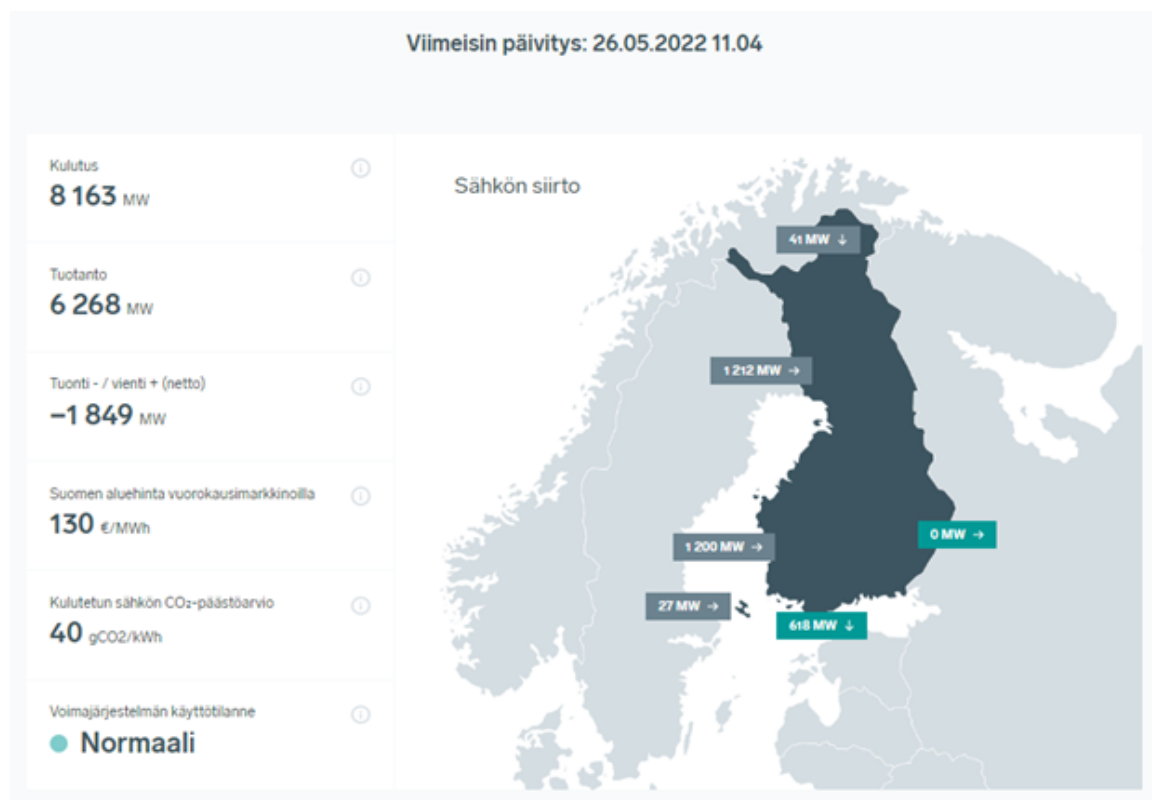 Viimeisin päivitys: 26.05.2022 11.04
Kulutus
8 163 MW
Tuotanto
6 268 MW
Tuonti - / vienti + (netto)
−1 849 MW
Suomen aluehinta vuorokausimarkkinoilla
130 €/MWh
Kulutetun sähkön CO₂-päästöarvio
40 gCO2/kWh
Voimajärjestelmän käyttötilanne
Normaali
Sähkön siirto
41 MW ↓
1 212 MW →
0 MW →
1 200 MW →
27 MW →
618 MW ↓